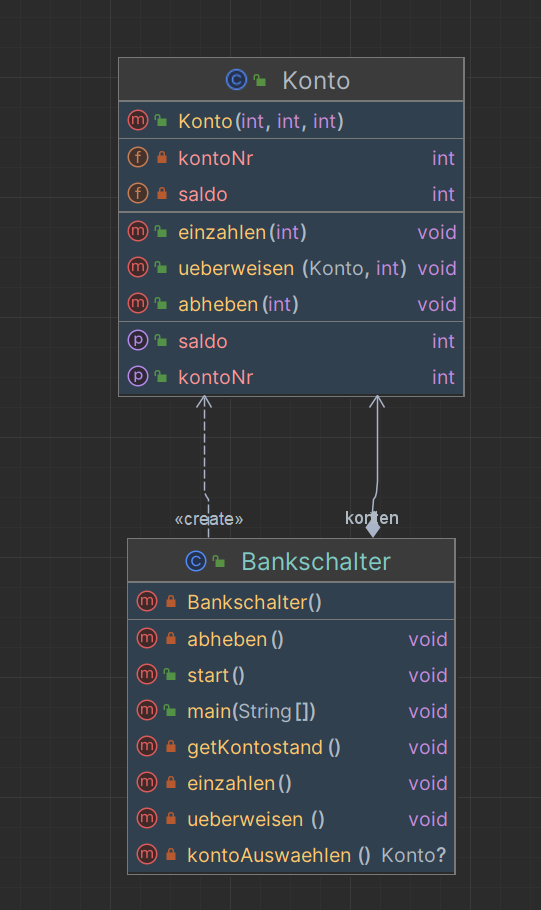 Konto
Konto(int, int, int)
kontoNr int
saldo int
einzahlen(int) void
ueberweisen (Konto, int) void
abheben(int) void
saldo int
kontoNr int
«create» konten
Bankschalter
Bankschalter()
abheben() void
start() void
main(String[]) void
getKontostand () void
einzahlen() void
ueberweisen () void
kontoAuswaehlen () Konto?